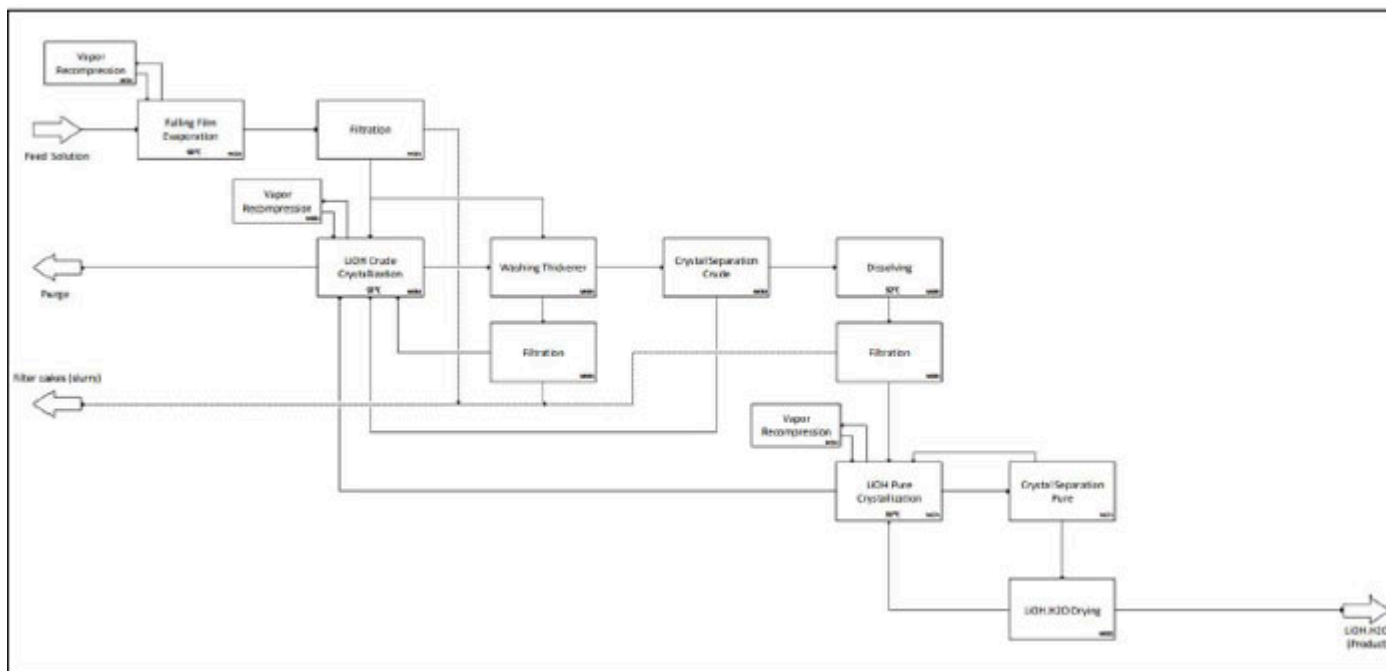 Vapor
Recompression
Falling Film
Evaporation
Filtration
Feed Solution
Vapor
Recompression
LiOH Crude
Crystallization
Washing Thickener
Crystal Separation
Crude
Dissolving
Purge
Filtration
Filtration
Filter cakes (slurry)
Vapor
Recompression
LiOH Pure
Crystallization
Crystal Separation
Pure
LiOH.H2O Drying
LiOH.H2O
(Product